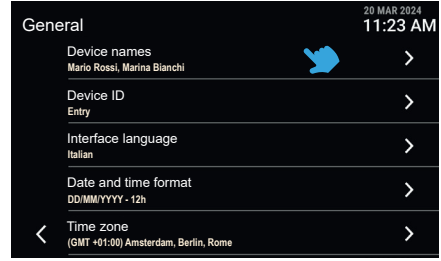 20 MAR 2024
General
11:23 AM
Device names
Mario Rossi, Marina Bianchi
Device ID
Entry
Interface language
Italian
Date and time format
DD/MM/YYYY - 12h
Time zone
(GMT +01:00) Amsterdam, Berlin, Rome